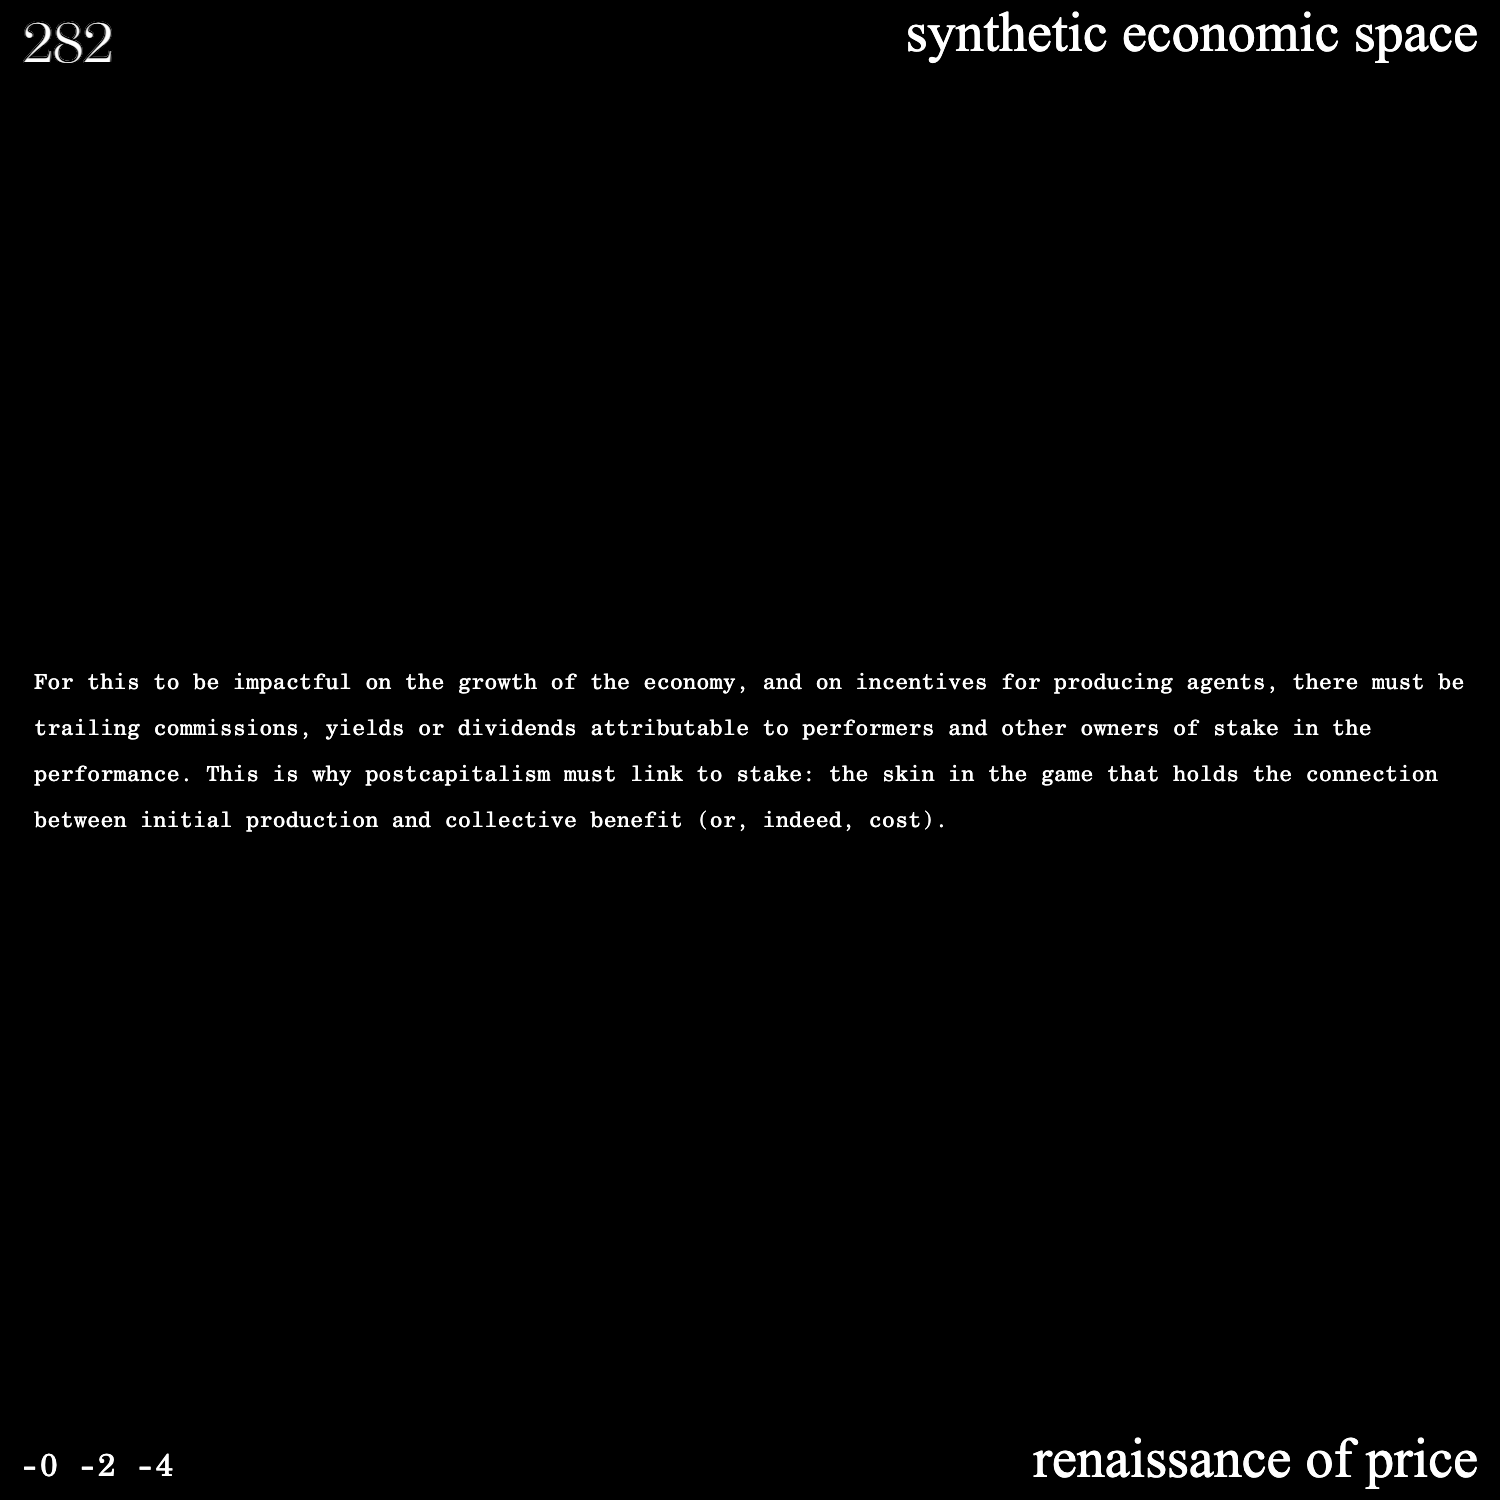 282
synthetic economic space
For this to be impactful on the growth of the economy, and on incentives for producing agents, there must be
trailing commissions, yields or dividends attributable to performers and other owners of stake in the
performance. This is why postcapitalism must link to stake: the skin in the game that holds the connection
between initial production and collective benefit (or, indeed, cost).
-0 -2 -4
renaissance of price